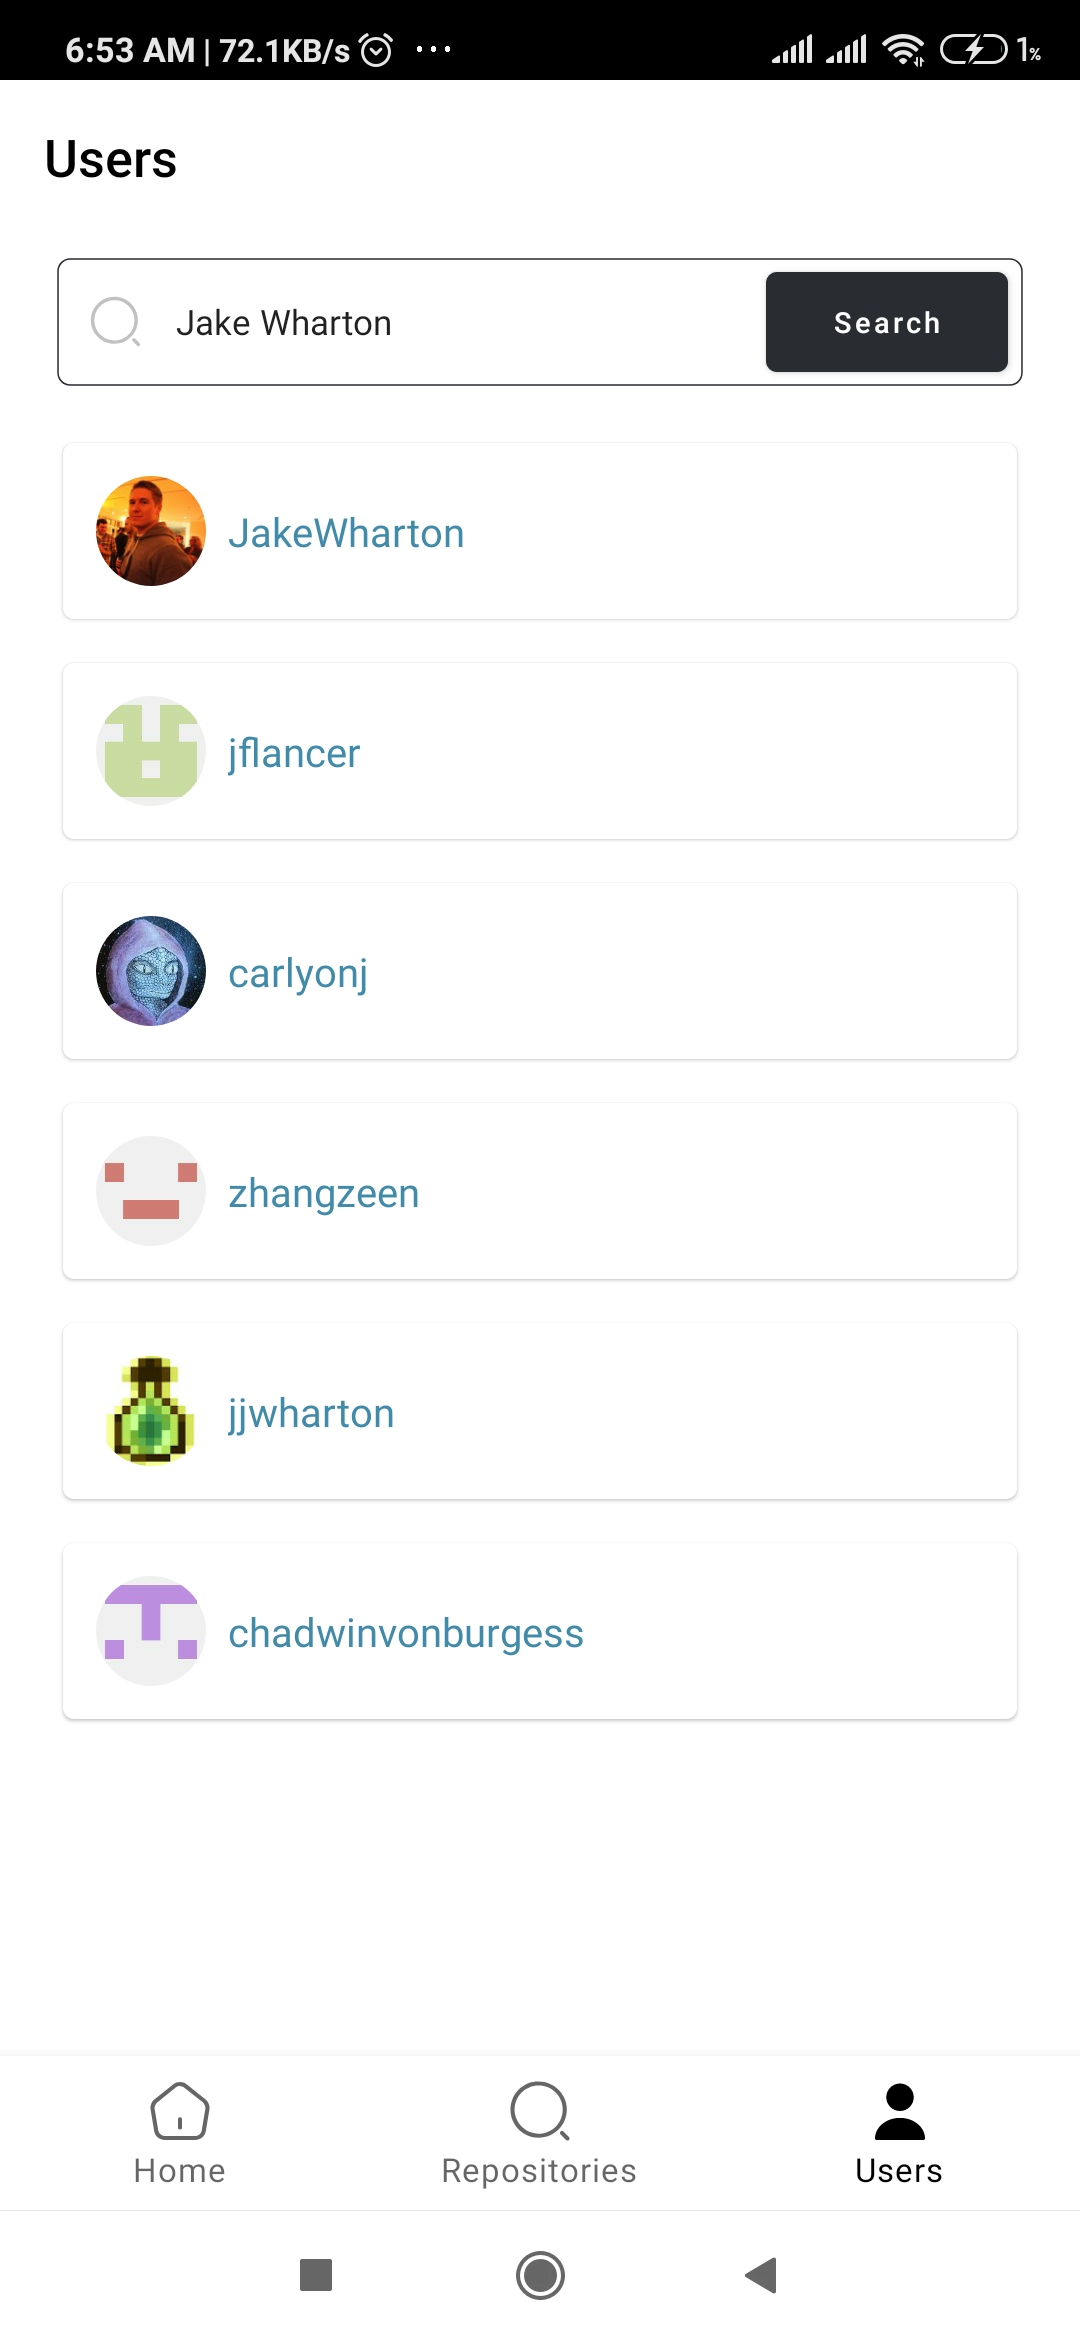 6:53 AM | 72.1KB/s ... 1%
Users
Jake Wharton
Search
JakeWharton
jflancer
carlyonj
zhangzeen
jjwharton
chadwinvonburgess
Home Repositories Users